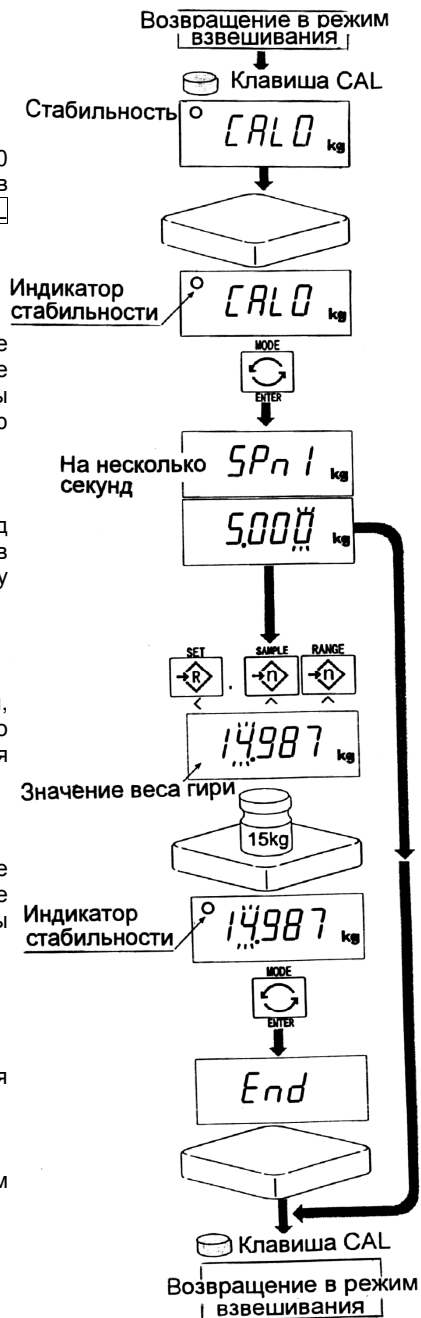 Возвращение в режим
взвешивания
Клавиша CAL
Стабильность
CAL0
kg
0
в
Индикатор
стабильности
CAL0
kg
е
е
ы
о
MODE
ENTER
На несколько
секунд
SPn1
kg
5.000
kg
д
в
у
SET
SAMPLE
RANGE
R
n
n
,
о
я
14.987
kg
Значение веса гири
15kg
е
е
ы
Индикатор
стабильности
14.987
kg
MODE
ENTER
End
я
м
Клавиша CAL
Возвращение в режим
взвешивания